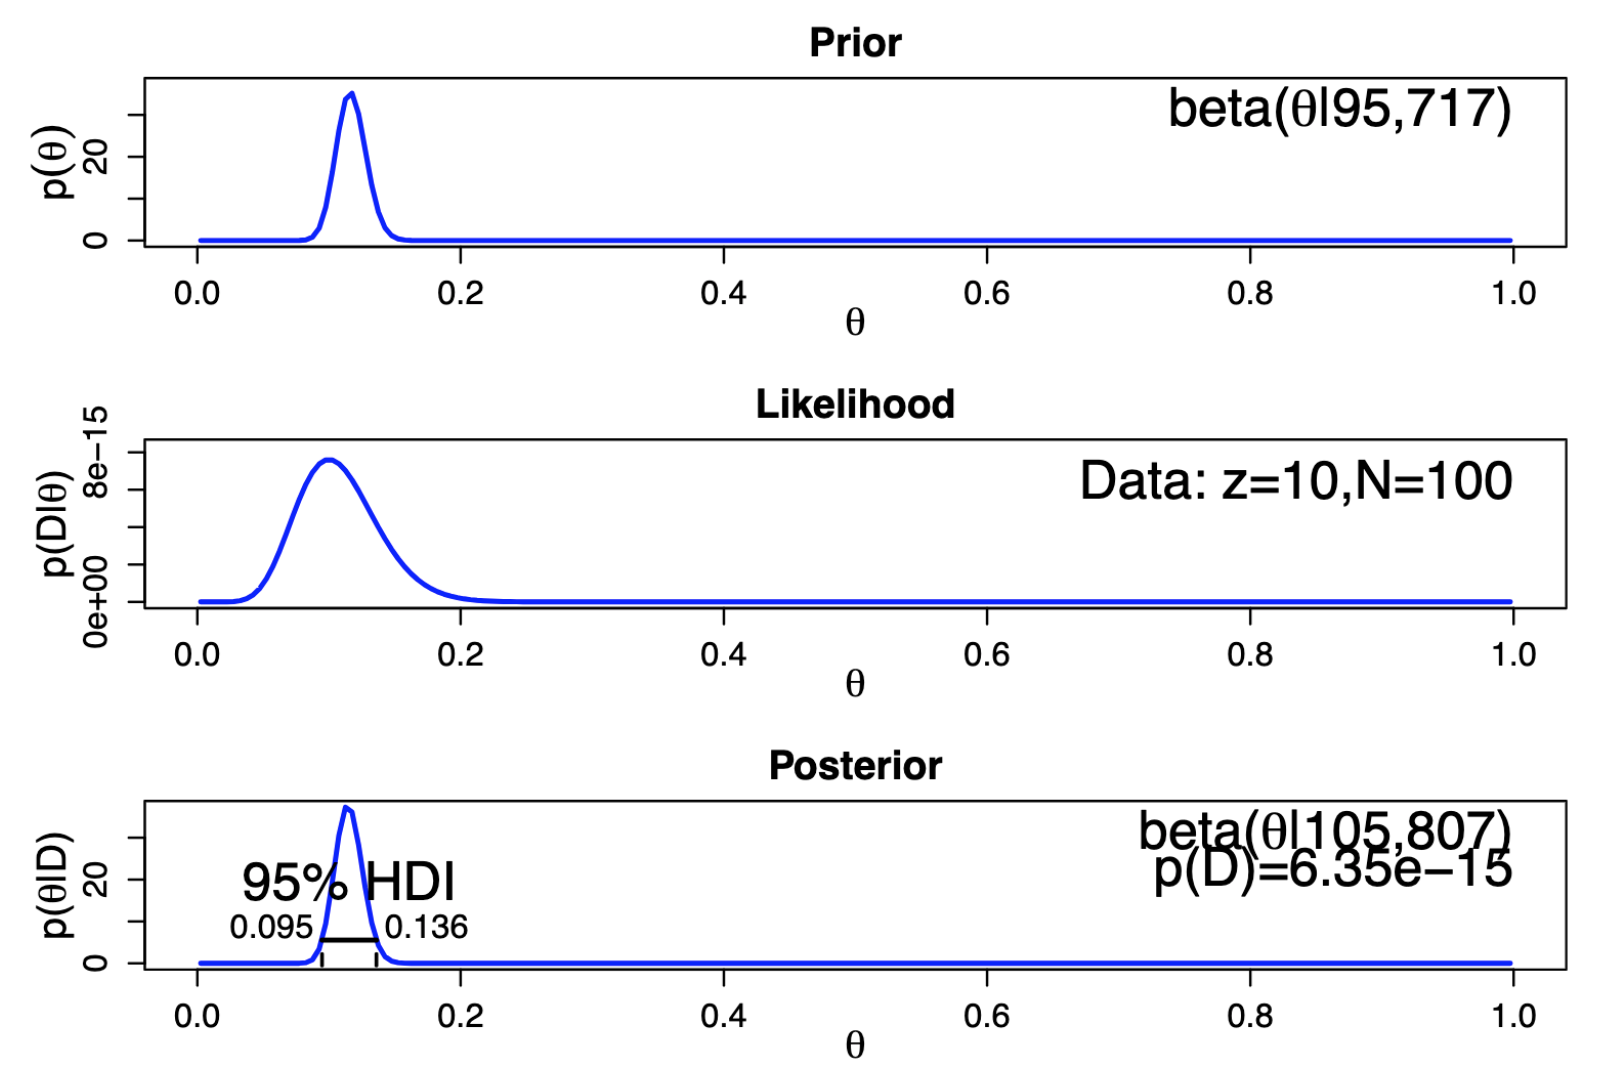 Prior
beta(θ|95,717)
p(θ)
0 20
0.0 0.2 0.4 0.6 0.8 1.0
θ
Likelihood
Data: z=10,N=100
p(D|θ)
0e+00 8e−15
0.0 0.2 0.4 0.6 0.8 1.0
θ
Posterior
beta(θ|105,807)
p(D)=6.35e−15
95% HDI
0.095 0.136
p(θ|D)
0 20
0.0 0.2 0.4 0.6 0.8 1.0
θ